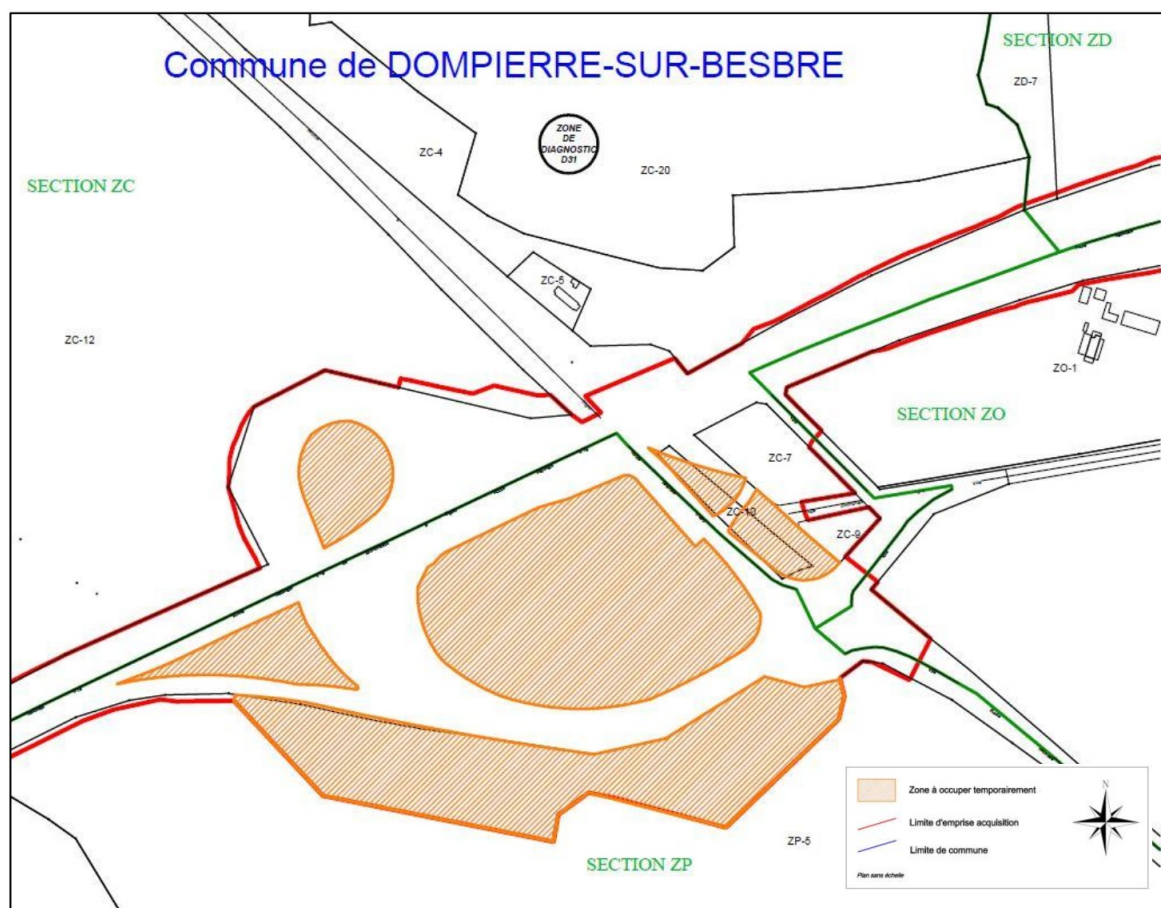 SECTION ZD
Commune de DOMPIERRE-SUR-BESBRE
ZD-7
ZONE
DE
DIAGNOSTIC
D31
ZC-4
ZC-20
SECTION ZC
ZC-5
ZC-12
ZO-1
SECTION ZO
ZC-7
ZC-10
ZC-9
Zone à occuper temporairement
N
Limite d'emprise acquisition
Limite de commune
ZP-5
SECTION ZP
Plan sans échelle